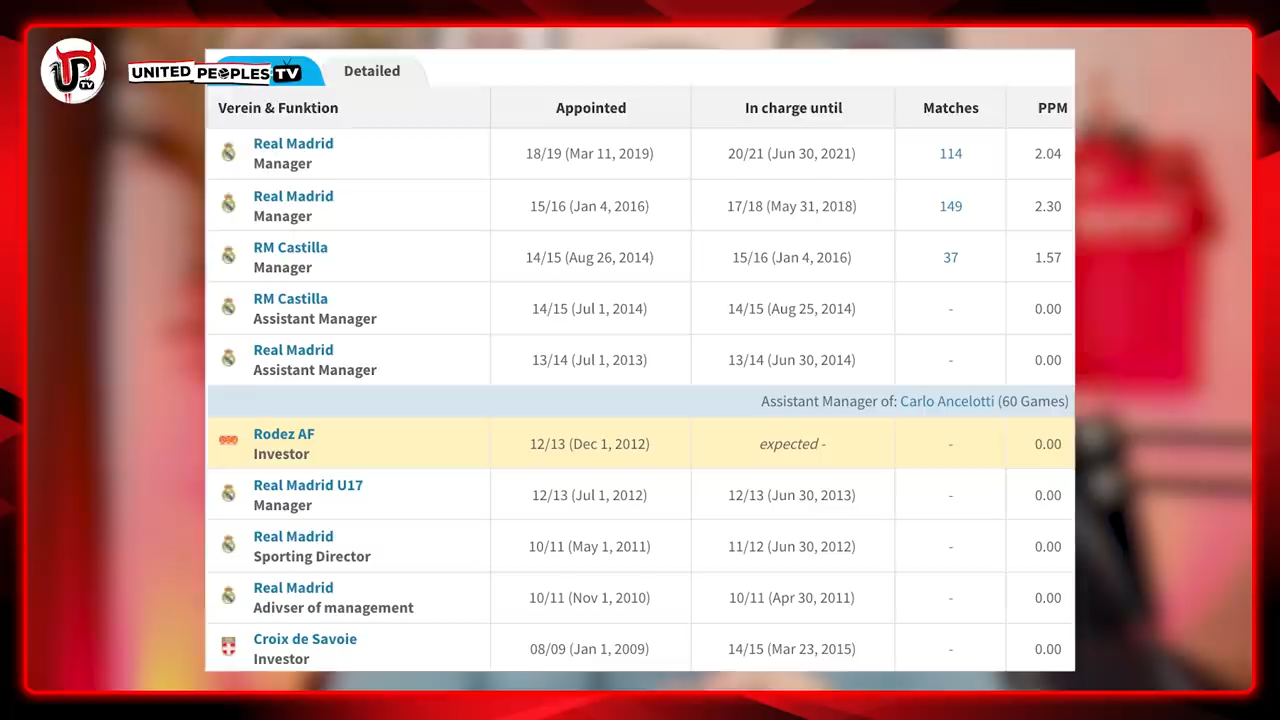 UP
TV
UNITED PEOPLES TV
Detailed
Verein & Funktion Appointed In charge until Matches PPM
Real Madrid
Manager
18/19 (Mar 11, 2019) 20/21 (Jun 30, 2021) 114 2.04
Real Madrid
Manager
15/16 (Jan 4, 2016) 17/18 (May 31, 2018) 149 2.30
RM Castilla
Manager
14/15 (Aug 26, 2014) 15/16 (Jan 4, 2016) 37 1.57
RM Castilla
Assistant Manager
14/15 (Jul 1, 2014) 14/15 (Aug 25, 2014) - 0.00
Real Madrid
Assistant Manager
13/14 (Jul 1, 2013) 13/14 (Jun 30, 2014) - 0.00
Assistant Manager of: Carlo Ancelotti (60 Games)
Rodez AF
Investor
12/13 (Dec 1, 2012) expected - - 0.00
Real Madrid U17
Manager
12/13 (Jul 1, 2012) 12/13 (Jun 30, 2013) - 0.00
Real Madrid
Sporting Director
10/11 (May 1, 2011) 11/12 (Jun 30, 2012) - 0.00
Real Madrid
Adivser of management
10/11 (Nov 1, 2010) 10/11 (Apr 30, 2011) - 0.00
Croix de Savoie
Investor
08/09 (Jan 1, 2009) 14/15 (Mar 23, 2015) - 0.00